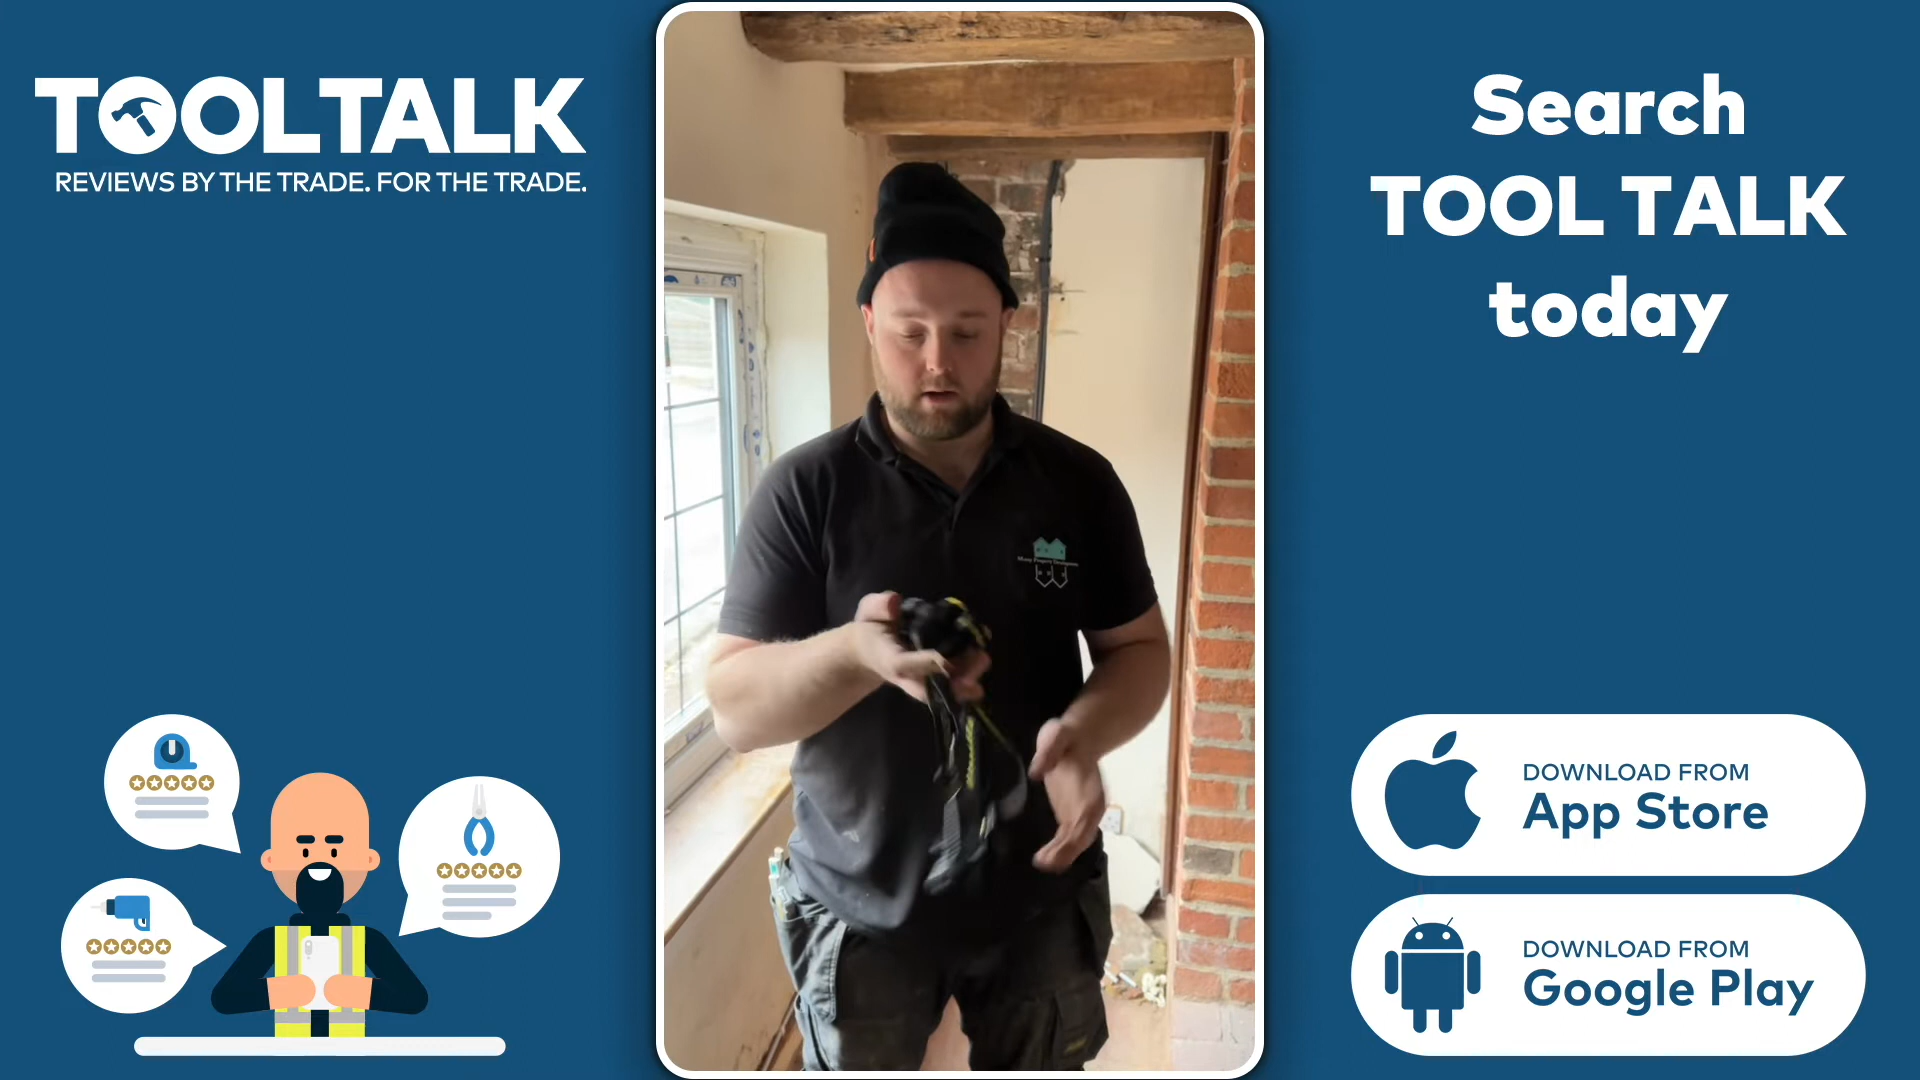 TOOLTALK
REVIEWS BY THE TRADE. FOR THE TRADE.
Search
TOOL TALK
today
DOWNLOAD FROM
App Store
DOWNLOAD FROM
Google Play